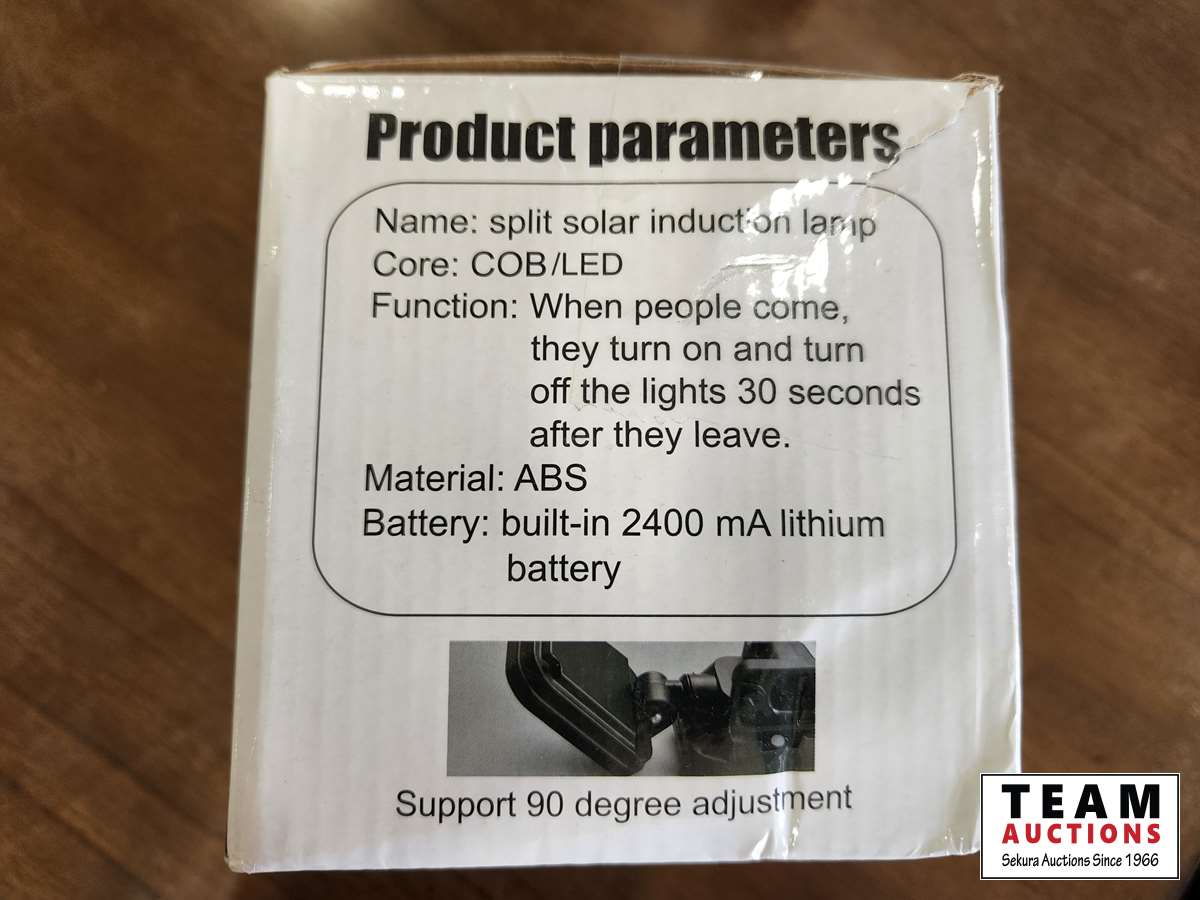 Product parameters
Name: split solar induction lamp
Core: COB/LED
Function: When people come,
they turn on and turn
off the lights 30 seconds
after they leave.
Material: ABS
Battery: built-in 2400 mA lithium
battery
Support 90 degree adjustment
TEAM
AUCTIONS
Sekura Auctions Since 1966